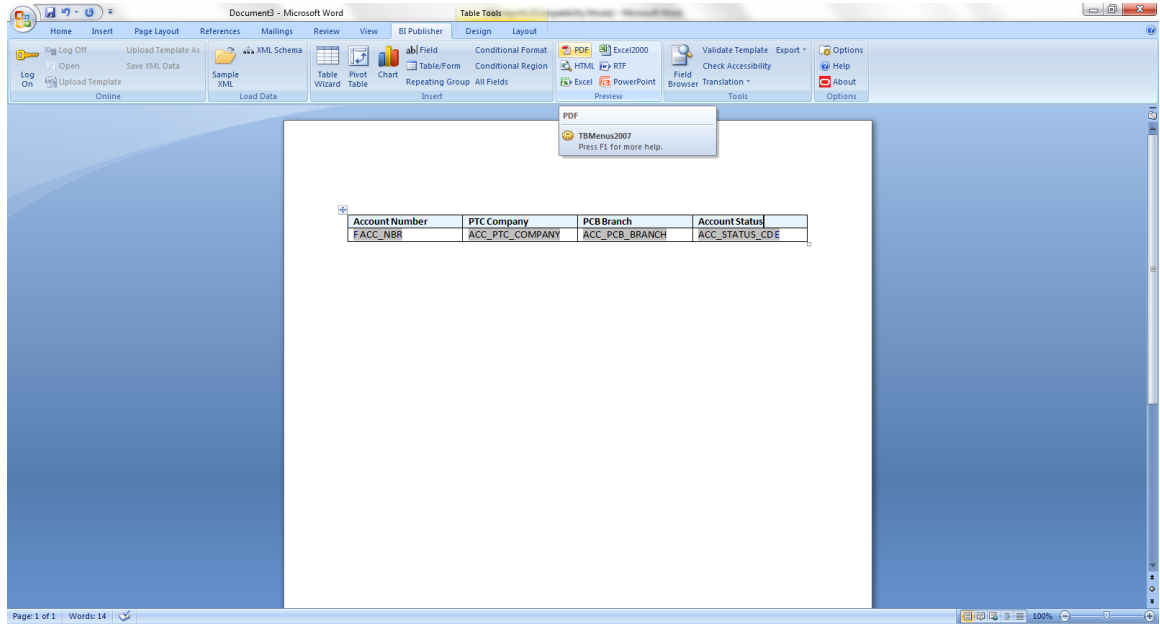 Document3 - Microsoft Word
Table Tools
Home Insert Page Layout References Mailings Review View BI Publisher Design Layout
Log On
Log Off
Open
Upload Template
Upload Template As
Save XML Data
Online
Sample XML
XML Schema
Load Data
Table Wizard
Pivot Table
Chart
ab Field
Table/Form
Repeating Group
Conditional Format
Conditional Region
All Fields
Insert
PDF Excel2000
HTML RTF
Excel PowerPoint
Preview
Field Browser
Validate Template Export
Check Accessibility
Translation
Tools
Options
Help
About
Options
PDF
TBMenus2007
Press F1 for more help.
Account Number PTC Company PCB Branch Account Status
F ACC_NBR ACC_PTC_COMPANY ACC_PCB_BRANCH ACC_STATUS_CD E
Page: 1 of 1 Words: 14 100%